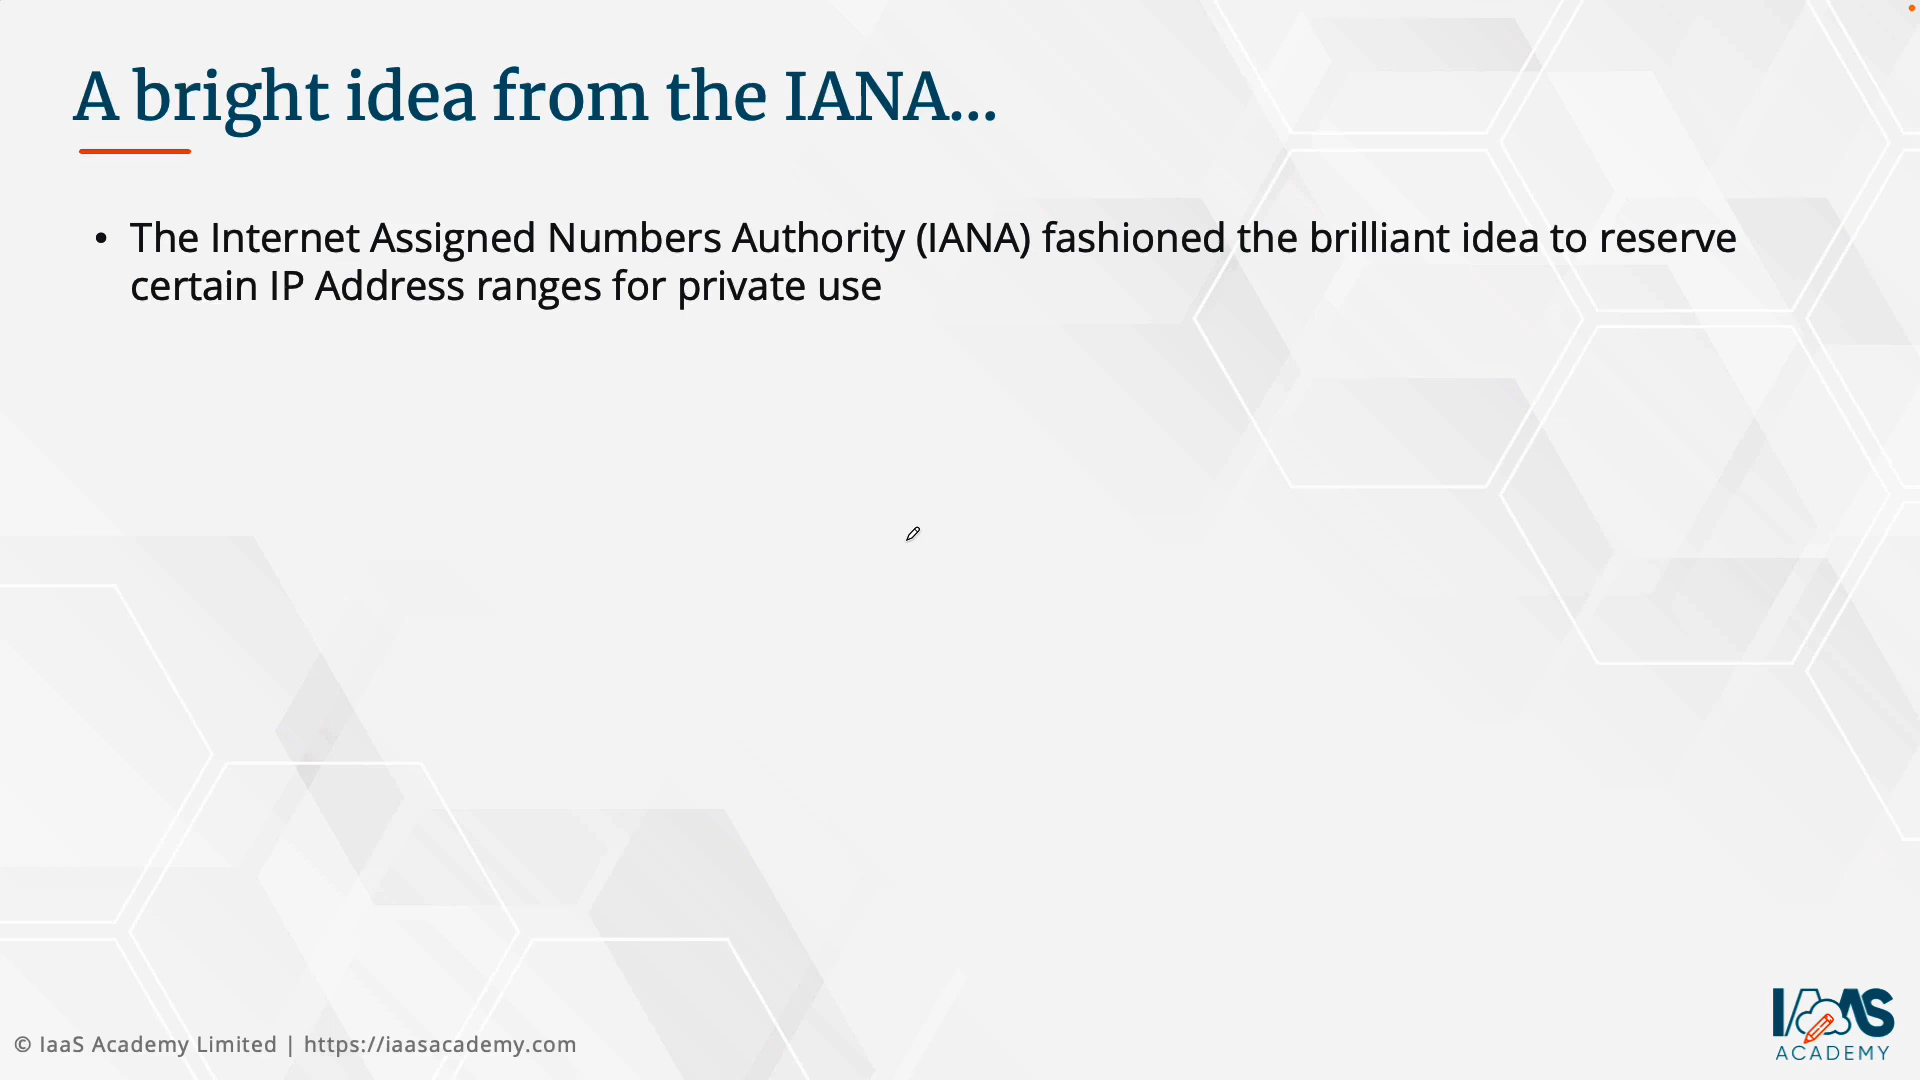 A bright idea from the IANA...
• The Internet Assigned Numbers Authority (IANA) fashioned the brilliant idea to reserve
certain IP Address ranges for private use
© IaaS Academy Limited | https://iaasacademy.com
IAAS
ACADEMY